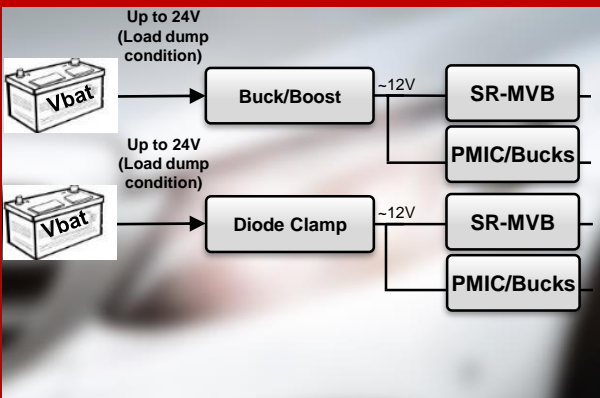 Up to 24V
(Load dump
condition)
Vbat
Buck/Boost
~12V
SR-MVB
PMIC/Bucks
Up to 24V
(Load dump
condition)
Vbat
Diode Clamp
~12V
SR-MVB
PMIC/Bucks